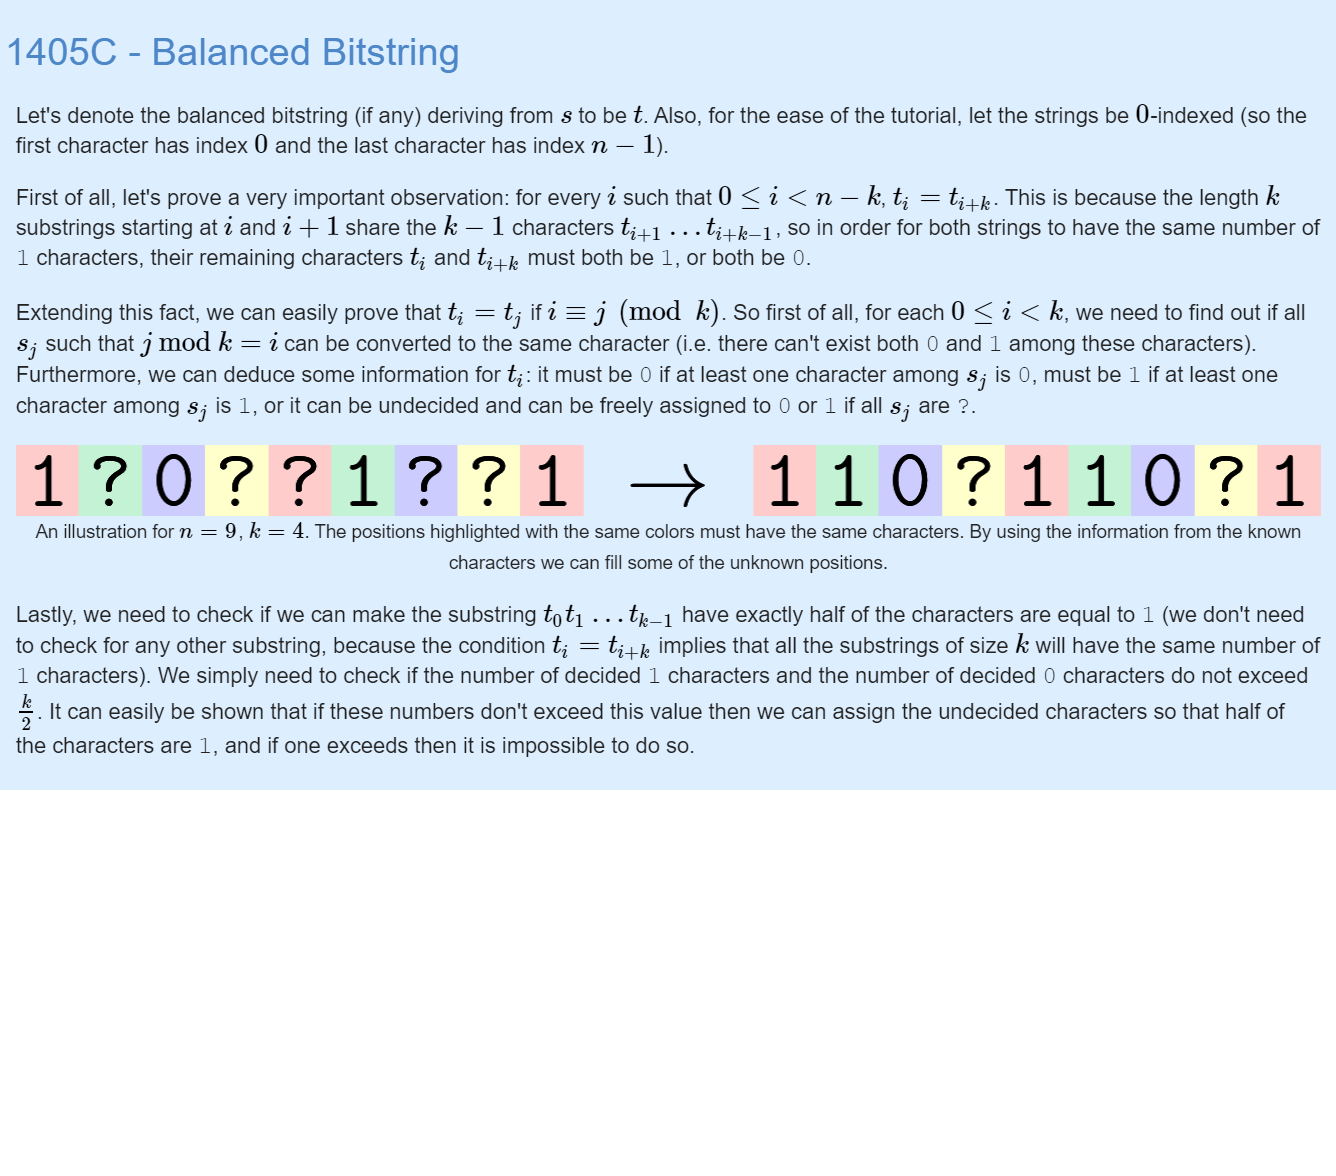 1405C - Balanced Bitstring
Let's denote the balanced bitstring (if any) deriving from s to be t. Also, for the ease of the tutorial, let the strings be 0-indexed (so the
first character has index 0 and the last character has index n − 1).
First of all, let's prove a very important observation: for every i such that 0 ≤ i < n − k, t_i = t_{i+k}. This is because the length k
substrings starting at i and i + 1 share the k − 1 characters t_{i+1} … t_{i+k−1}, so in order for both strings to have the same number of
1 characters, their remaining characters t_i and t_{i+k} must both be 1, or both be 0.
Extending this fact, we can easily prove that t_i = t_j if i ≡ j (mod k). So first of all, for each 0 ≤ i < k, we need to find out if all
s_j such that j mod k = i can be converted to the same character (i.e. there can't exist both 0 and 1 among these characters).
Furthermore, we can deduce some information for t_i: it must be 0 if at least one character among s_j is 0, must be 1 if at least one
character among s_j is 1, or it can be undecided and can be freely assigned to 0 or 1 if all s_j are ?.
1 ? 0 ? ? 1 ? ? 1 → 1 1 0 ? 1 1 0 ? 1
An illustration for n = 9, k = 4. The positions highlighted with the same colors must have the same characters. By using the information from the known
characters we can fill some of the unknown positions.
Lastly, we need to check if we can make the substring t_0 t_1 … t_{k−1} have exactly half of the characters are equal to 1 (we don't need
to check for any other substring, because the condition t_i = t_{i+k} implies that all the substrings of size k will have the same number of
1 characters). We simply need to check if the number of decided 1 characters and the number of decided 0 characters do not exceed
k/2. It can easily be shown that if these numbers don't exceed this value then we can assign the undecided characters so that half of
the characters are 1, and if one exceeds then it is impossible to do so.